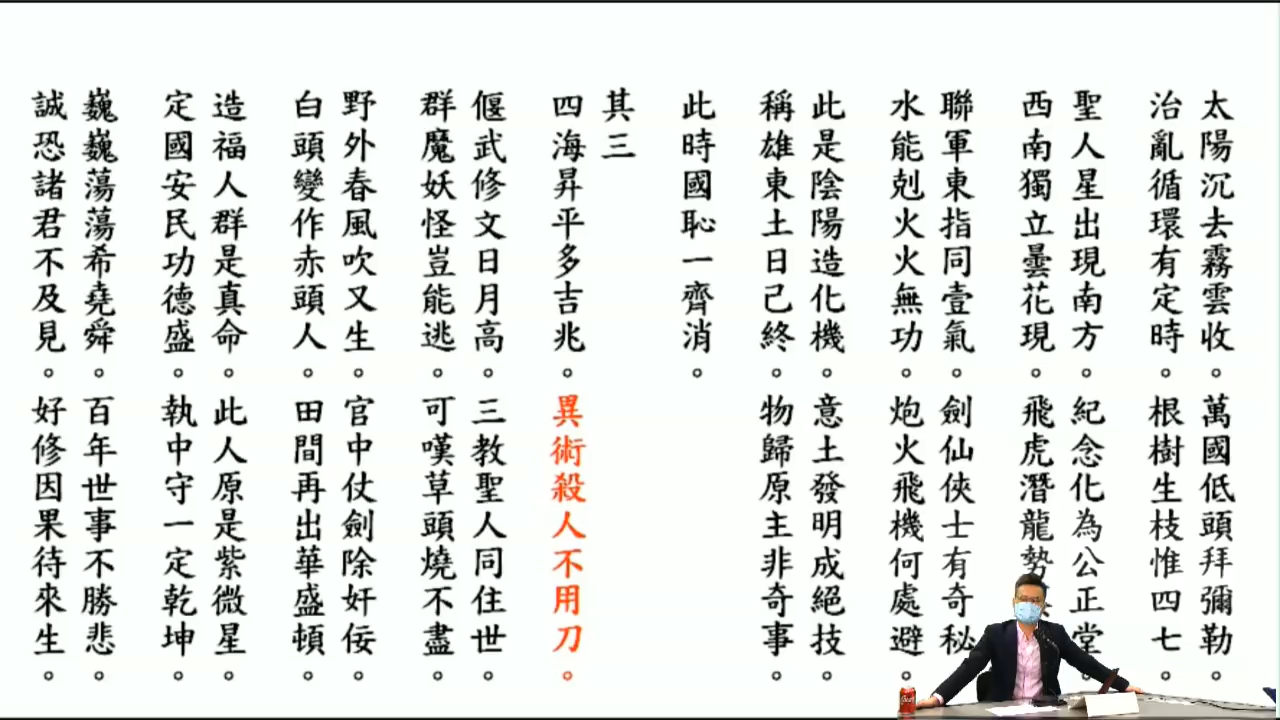 太陽沉去霧雲收。萬國低頭拜彌勒。
治亂循環有定時。根樹生枝惟四七。
聖人星出現南方。紀念化為公正堂。
西南獨立曇花現。飛虎潛龍勢
聯軍東指同壹氣。劍仙俠士有奇秘
水能剋火火無功。炮火飛機何處避。
此是陰陽造化機。意土發明成絕技。
稱雄東土日己終。物歸原主非奇事。
此時國恥一齊消。
其三
四海昇平多吉兆。異術殺人不用刀。
偃武修文日月高。三教聖人同住世。
群魔妖怪豈能逃。可嘆草頭燒不盡。
野外春風吹又生。官中仗劍除奸佞。
白頭變作赤頭人。田間再出華盛頓。
造福人群是真命。此人原是紫微星。
定國安民功德盛。執中守一定乾坤。
巍巍蕩蕩希堯舜。百年世事不勝悲。
誠恐諸君不及見。好修因果待來生。